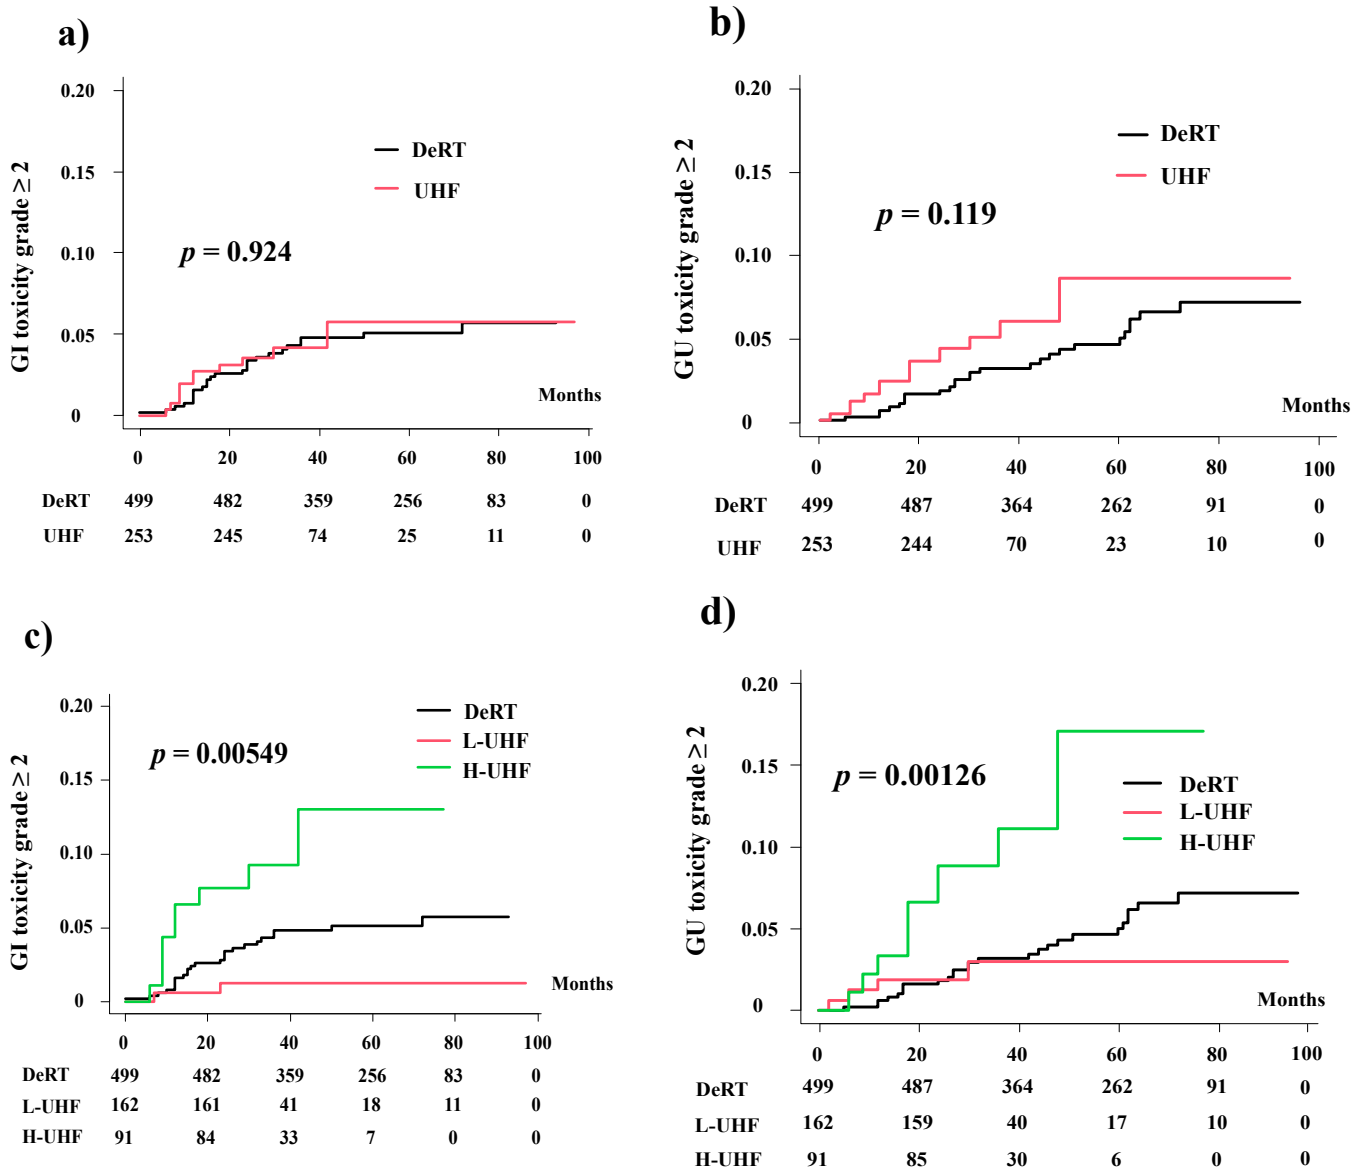 a)
0.20
0.15
0.10
0.05
0
GI toxicity grade ≥ 2
DeRT
UHF
p = 0.924
Months
0 20 40 60 80 100
DeRT 499 482 359 256 83 0
UHF 253 245 74 25 11 0
b)
0.20
0.15
0.10
0.05
0
GU toxicity grade ≥ 2
DeRT
UHF
p = 0.119
Months
0 20 40 60 80 100
DeRT 499 487 364 262 91 0
UHF 253 244 70 23 10 0
c)
0.20
0.15
0.10
0.05
0
GI toxicity grade ≥ 2
DeRT
L-UHF
H-UHF
p = 0.00549
Months
0 20 40 60 80 100
DeRT 499 482 359 256 83 0
L-UHF 162 161 41 18 11 0
H-UHF 91 84 33 7 0 0
d)
0.20
0.15
0.10
0.05
0
GU toxicity grade ≥ 2
p = 0.00126
DeRT
L-UHF
H-UHF
Months
0 20 40 60 80 100
DeRT 499 487 364 262 91 0
L-UHF 162 159 40 17 10 0
H-UHF 91 85 30 6 0 0